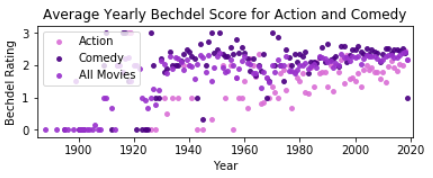 Average Yearly Bechdel Score for Action and Comedy
Bechdel Rating
3
2
1
0
Action
Comedy
All Movies
1900
1920
1940
1960
1980
2000
2020
Year